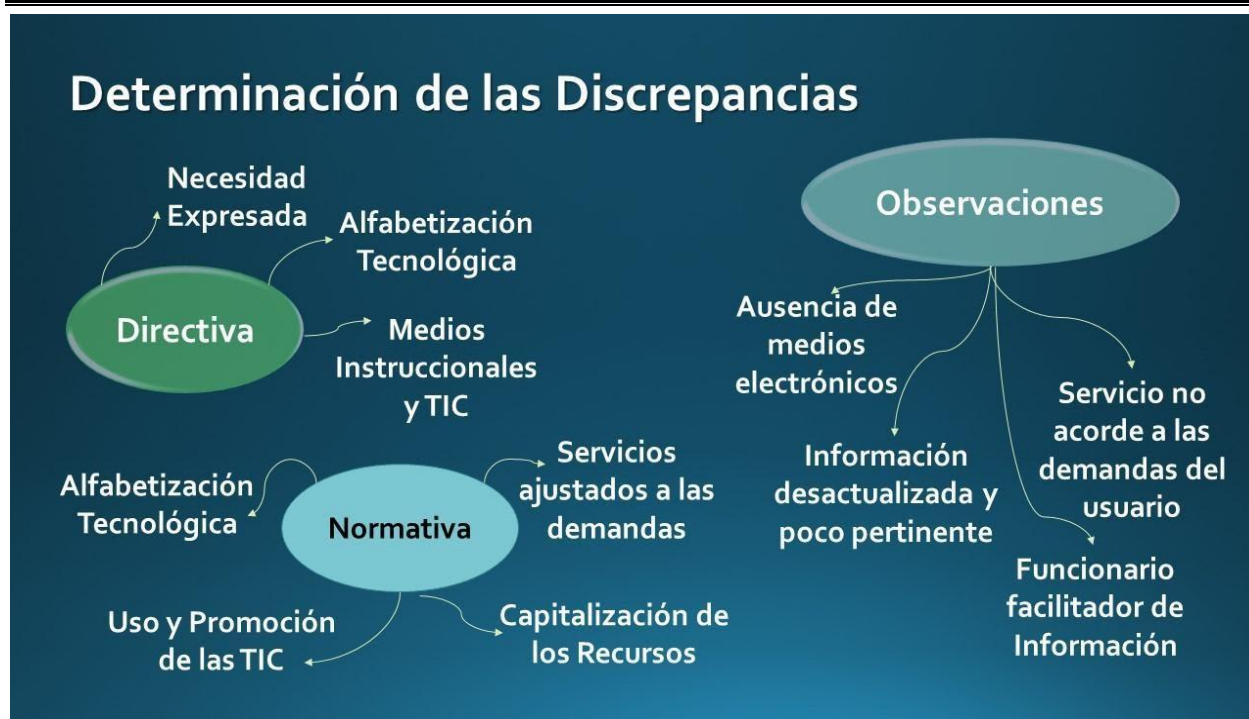 Determinación de las Discrepancias
Necesidad
Expresada
Alfabetización
Tecnológica
Directiva
Medios
Instruccionales
y TIC
Alfabetización
Tecnológica
Normativa
Servicios
ajustados a las
demandas
Uso y Promoción
de las TIC
Capitalización de
los Recursos
Observaciones
Ausencia de
medios
electrónicos
Información
desactualizada y
poco pertinente
Servicio no
acorde a las
demandas del
usuario
Funcionario
facilitador de
Información